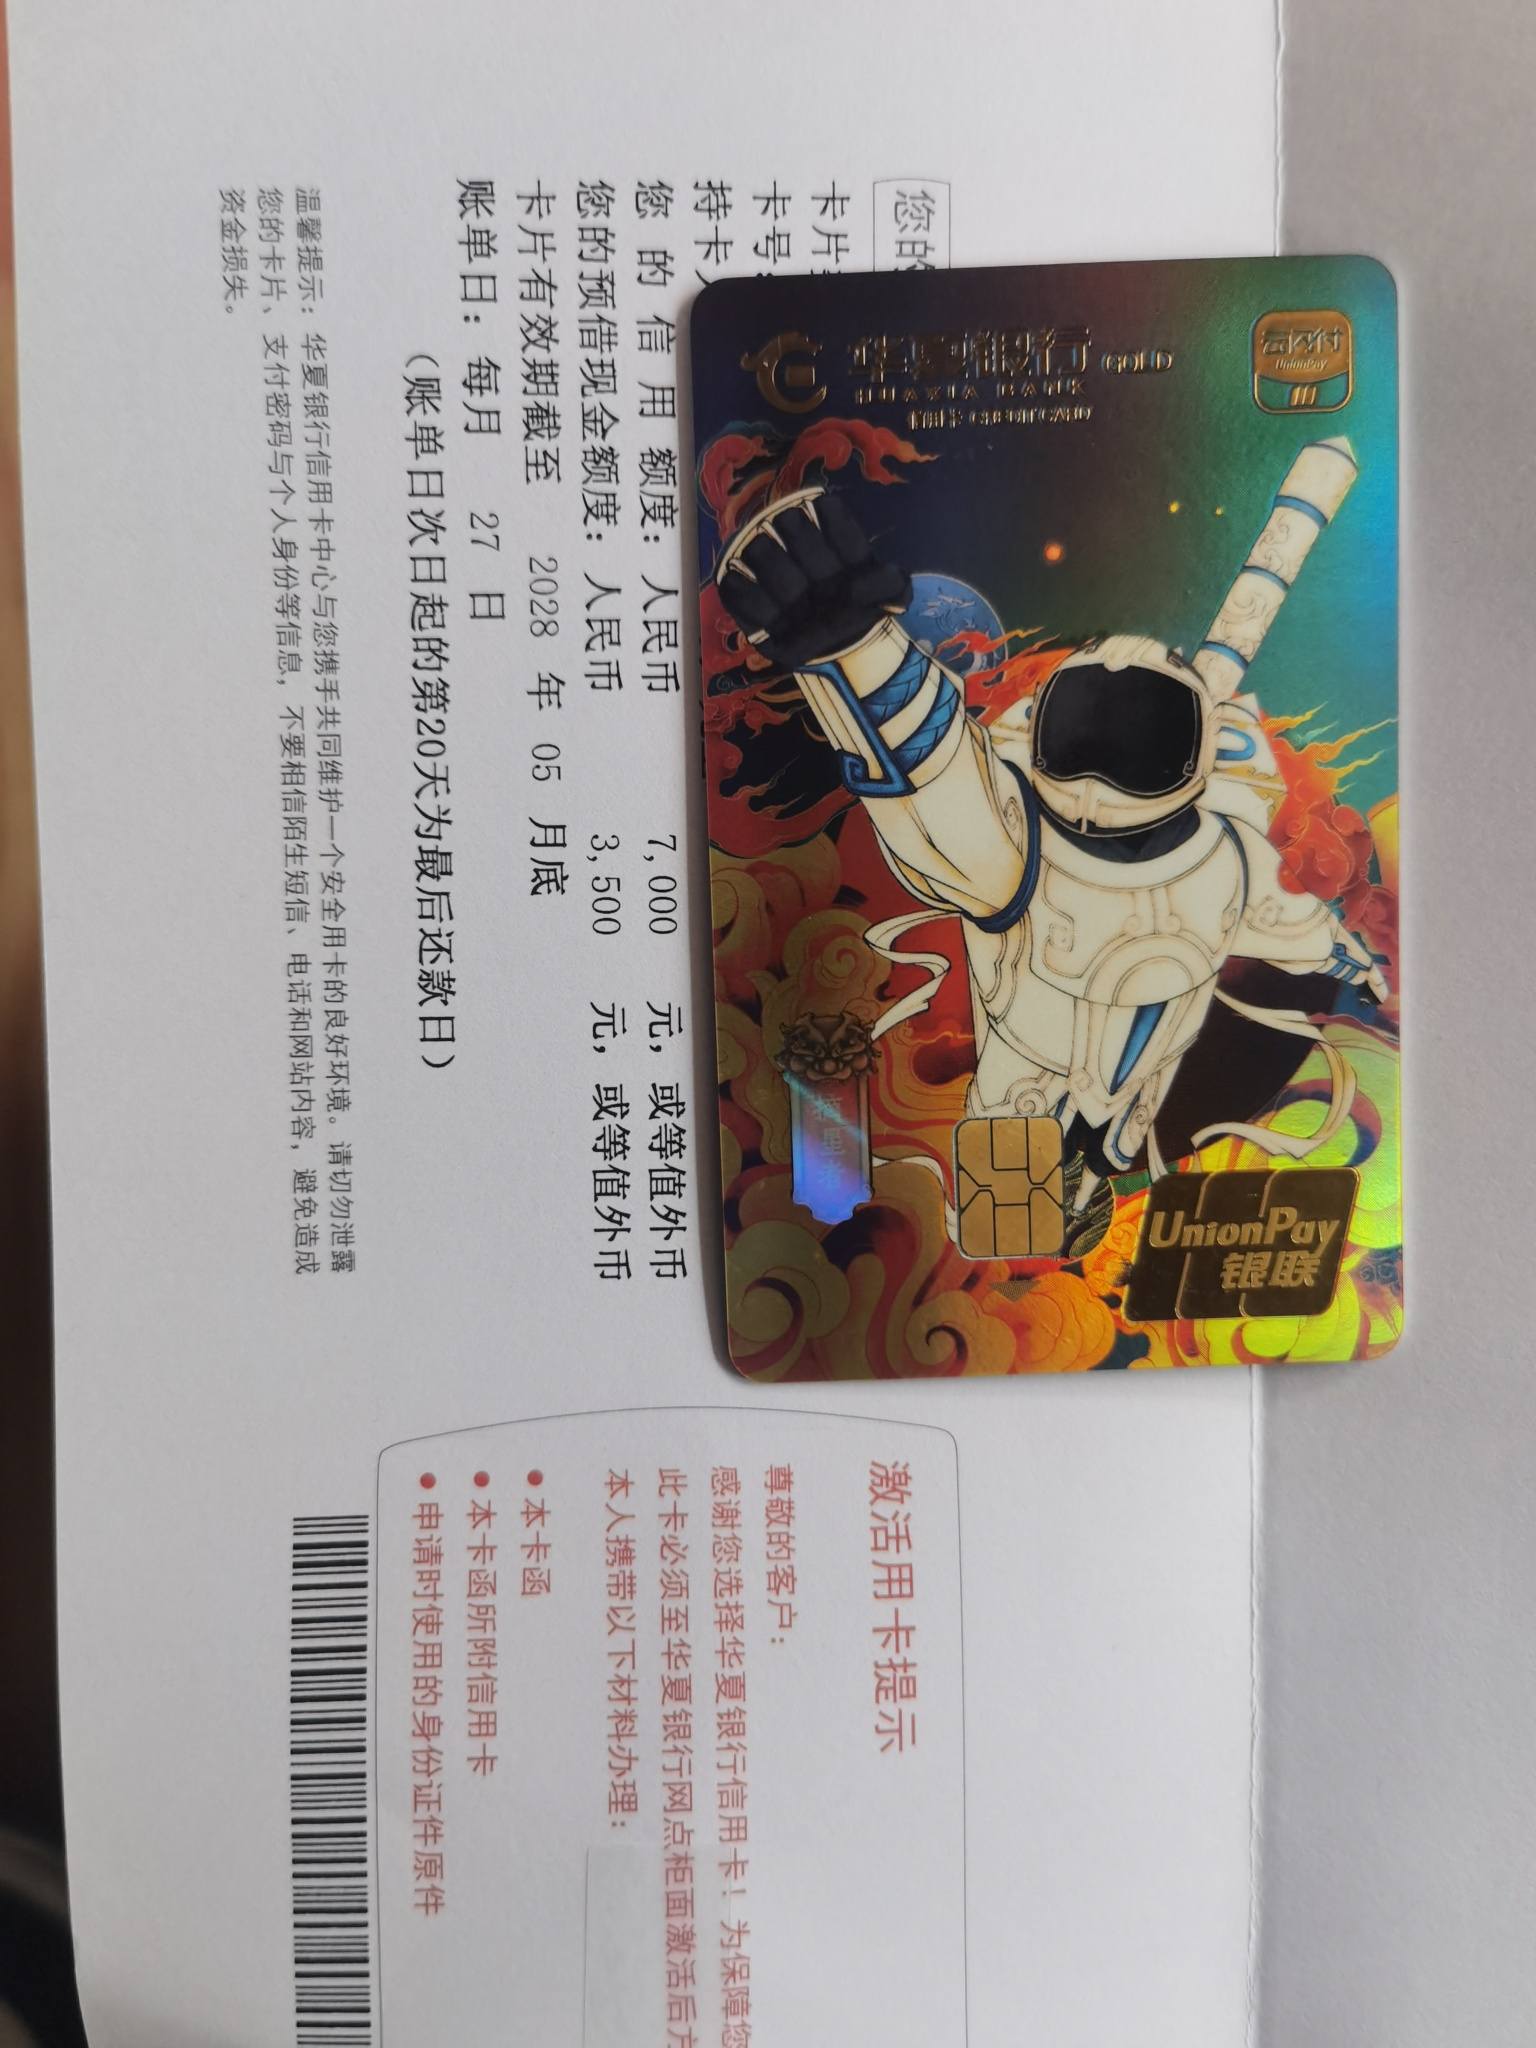 您的
卡片
卡号：
持卡
您的信用额度：人民币 7,000 元，或等值外币
您的预借现金额度：人民币 3,500 元，或等值外币
卡片有效期截至 2028 年 05 月底
账单日：每月 27 日
（账单日次日起的第20天为最后还款日）
温馨提示：华夏银行信用卡中心与您携手共同维护一个安全用卡的良好环境。请切勿泄露
您的卡片、支付密码与个人身份等信息，不要相信陌生短信、电话和网站内容，避免造成
资金损失。
华夏银行 GOLD
HUAXIA BANK
信用卡 CREDIT CARD
UnionPay
UnionPay
银联
激活用卡提示
尊敬的客户：
感谢您选择华夏银行信用卡！为保障您
此卡必须至华夏银行网点柜面激活后方
本人携带以下材料办理：
● 本卡函
● 本卡函所附信用卡
● 申请时使用的身份证件原件